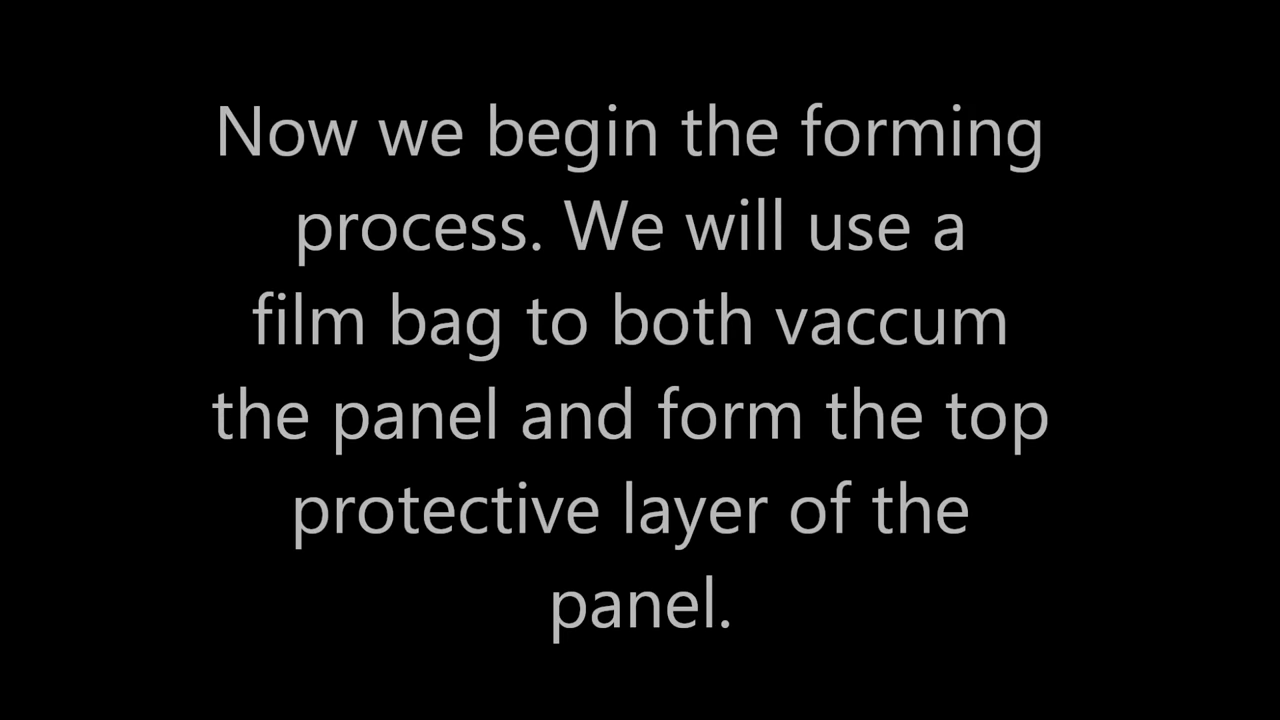 Now we begin the forming
process. We will use a
film bag to both vaccum
the panel and form the top
protective layer of the
panel.